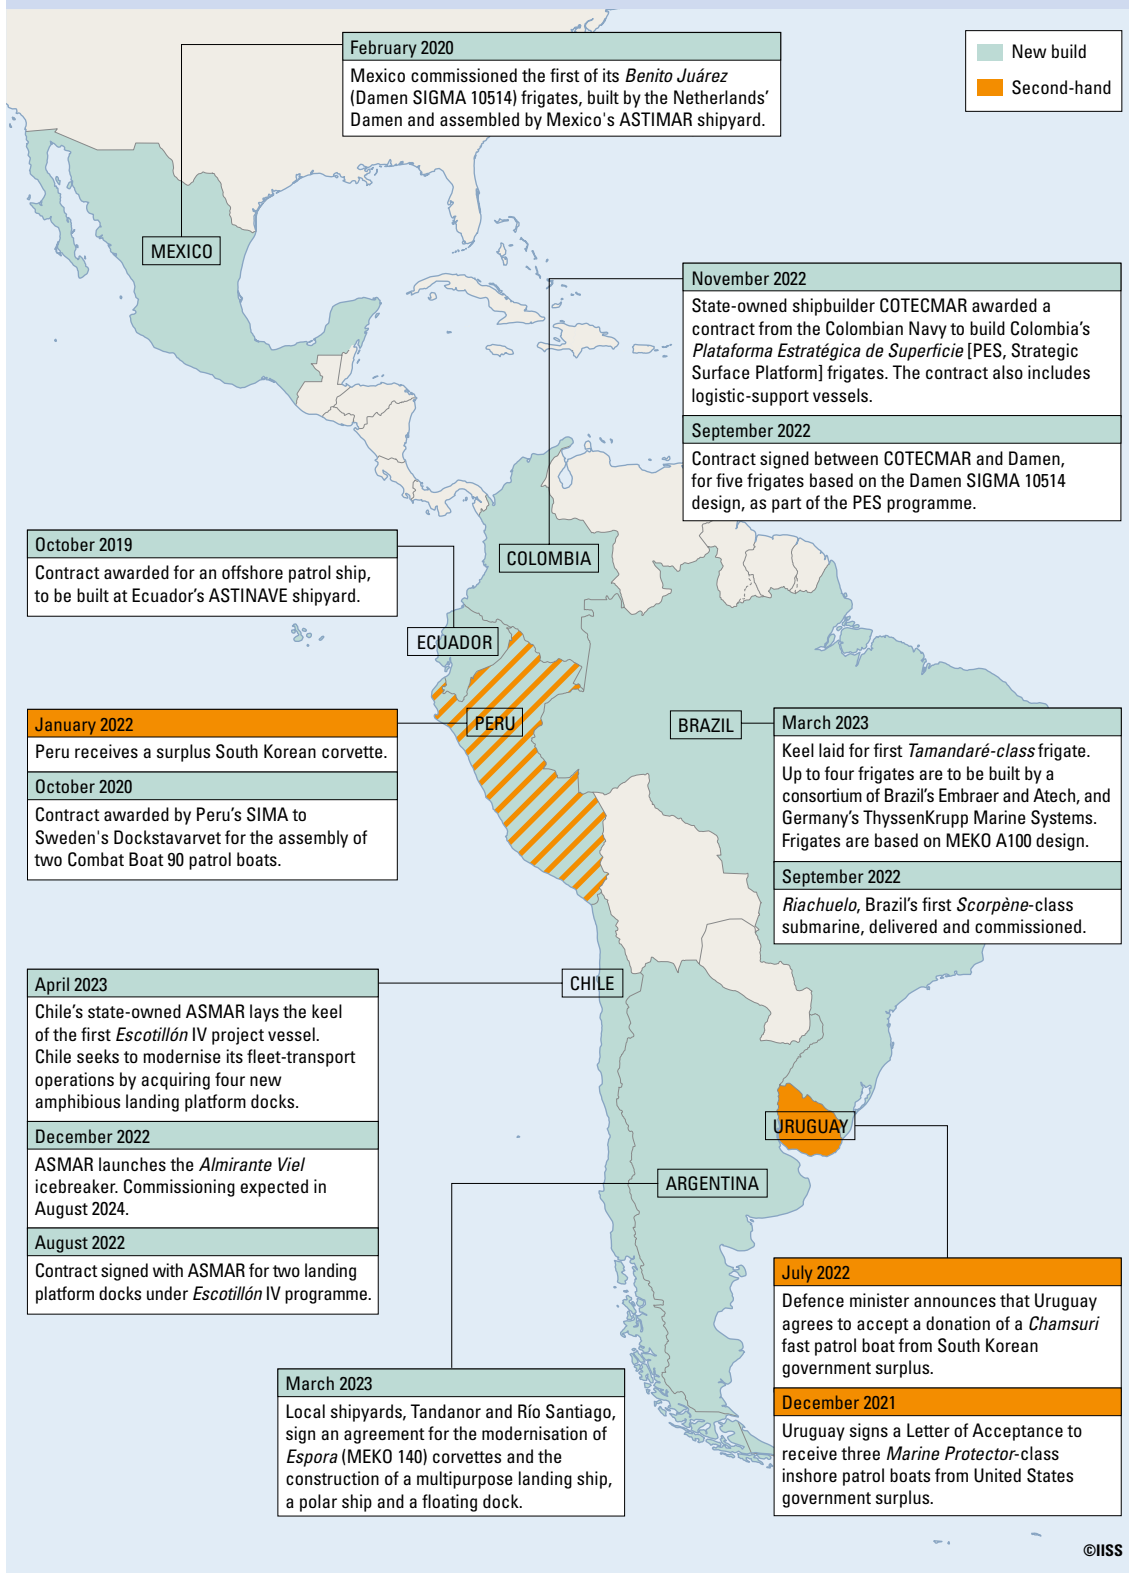 February 2020
Mexico commissioned the first of its Benito Juárez
(Damen SIGMA 10514) frigates, built by the Netherlands’
Damen and assembled by Mexico's ASTIMAR shipyard.
New build
Second-hand
MEXICO
November 2022
State-owned shipbuilder COTECMAR awarded a
contract from the Colombian Navy to build Colombia’s
Plataforma Estratégica de Superficie [PES, Strategic
Surface Platform] frigates. The contract also includes
logistic-support vessels.
September 2022
Contract signed between COTECMAR and Damen,
for five frigates based on the Damen SIGMA 10514
design, as part of the PES programme.
COLOMBIA
October 2019
Contract awarded for an offshore patrol ship,
to be built at Ecuador’s ASTINAVE shipyard.
ECUADOR
January 2022
Peru receives a surplus South Korean corvette.
October 2020
Contract awarded by Peru’s SIMA to
Sweden's Dockstavarvet for the assembly of
two Combat Boat 90 patrol boats.
PERU
BRAZIL
March 2023
Keel laid for first Tamandaré-class frigate.
Up to four frigates are to be built by a
consortium of Brazil’s Embraer and Atech, and
Germany’s ThyssenKrupp Marine Systems.
Frigates are based on MEKO A100 design.
September 2022
Riachuelo, Brazil’s first Scorpène-class
submarine, delivered and commissioned.
April 2023
Chile’s state-owned ASMAR lays the keel
of the first Escotillón IV project vessel.
Chile seeks to modernise its fleet-transport
operations by acquiring four new
amphibious landing platform docks.
December 2022
ASMAR launches the Almirante Viel
icebreaker. Commissioning expected in
August 2024.
August 2022
Contract signed with ASMAR for two landing
platform docks under Escotillón IV programme.
CHILE
URUGUAY
ARGENTINA
March 2023
Local shipyards, Tandanor and Río Santiago,
sign an agreement for the modernisation of
Espora (MEKO 140) corvettes and the
construction of a multipurpose landing ship,
a polar ship and a floating dock.
July 2022
Defence minister announces that Uruguay
agrees to accept a donation of a Chamsuri
fast patrol boat from South Korean
government surplus.
December 2021
Uruguay signs a Letter of Acceptance to
receive three Marine Protector-class
inshore patrol boats from United States
government surplus.
©IISS